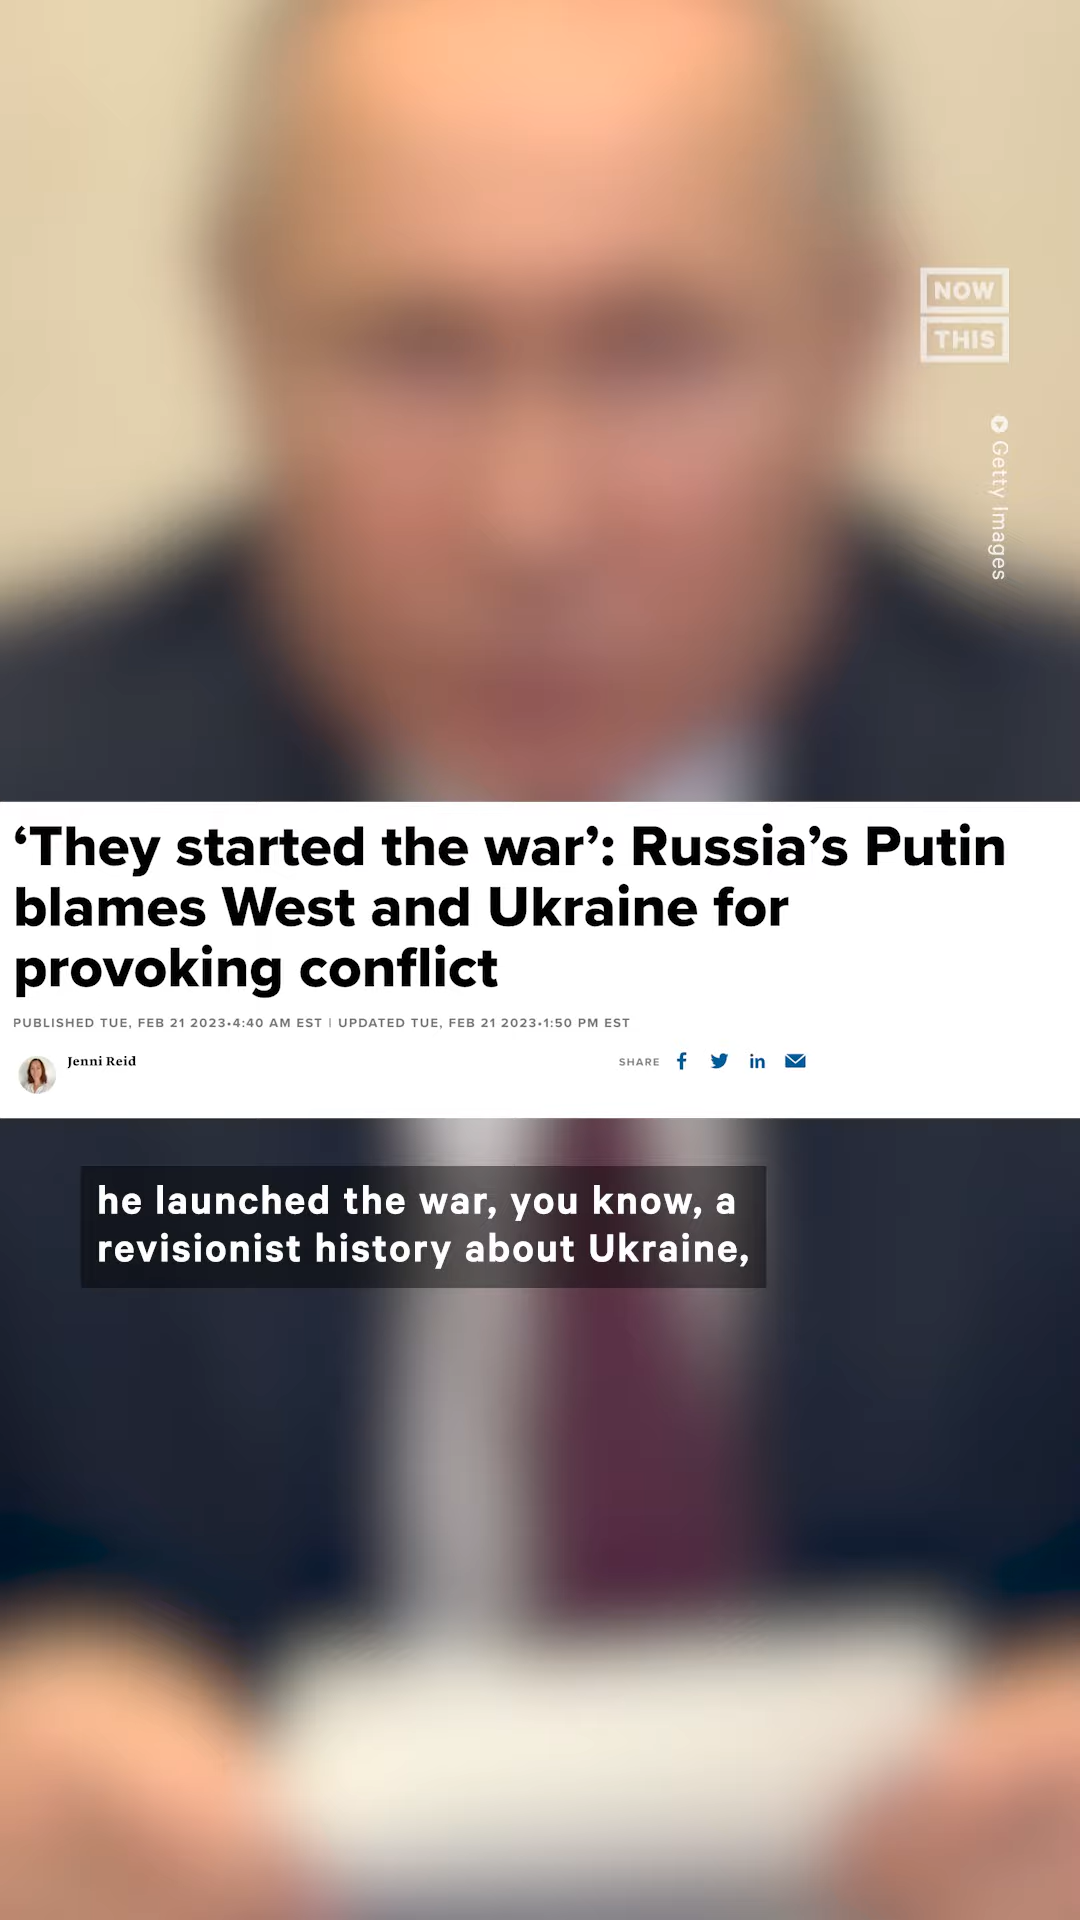 NOW
THIS
Getty Images
‘They started the war’: Russia’s Putin
blames West and Ukraine for
provoking conflict
PUBLISHED TUE, FEB 21 2023•4:40 AM EST | UPDATED TUE, FEB 21 2023•1:50 PM EST
Jenni Reid
SHARE
he launched the war, you know, a
revisionist history about Ukraine,